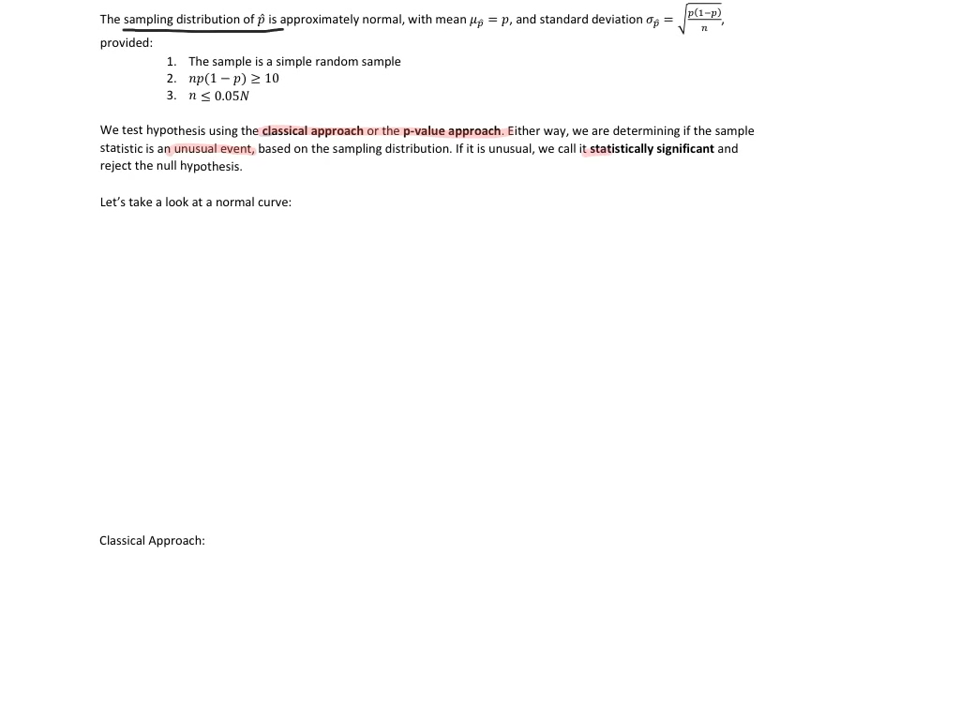 The sampling distribution of p̂ is approximately normal, with mean μp̂ = p, and standard deviation σp̂ = √(p(1−p)/n),
provided:
1. The sample is a simple random sample
2. np(1 − p) ≥ 10
3. n ≤ 0.05N
We test hypothesis using the classical approach or the p-value approach. Either way, we are determining if the sample
statistic is an unusual event, based on the sampling distribution. If it is unusual, we call it statistically significant and
reject the null hypothesis.
Let's take a look at a normal curve:
Classical Approach: